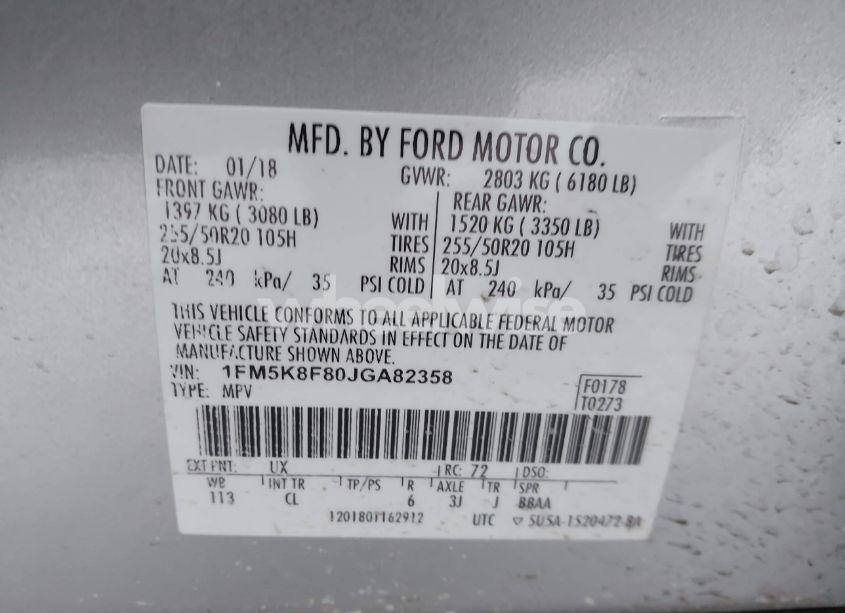 MFD. BY FORD MOTOR CO.
DATE: 01/18 GVWR: 2803 KG ( 6180 LB)
FRONT GAWR: REAR GAWR:
1397 KG ( 3080 LB) WITH 1520 KG ( 3350 LB) WITH
255/50R20 105H TIRES 255/50R20 105H TIRES
20x8.5J RIMS 20x8.5J RIMS
AT 240 kPa/ 35 PSI COLD AT 240 kPa/ 35 PSI COLD
wheelwise
THIS VEHICLE CONFORMS TO ALL APPLICABLE FEDERAL MOTOR
VEHICLE SAFETY STANDARDS IN EFFECT ON THE DATE OF
MANUFACTURE SHOWN ABOVE.
VIN: 1FM5K8F80JGA82358 F0178
TYPE: MPV T0273
EXT PNT: UX RC: 72 DSO:
WB INT TR TP/PS R AXLE TR SPR
113 CL 6 3J J BBAA
1201801162912 UTC ▽ 5U5A-1520472-BA